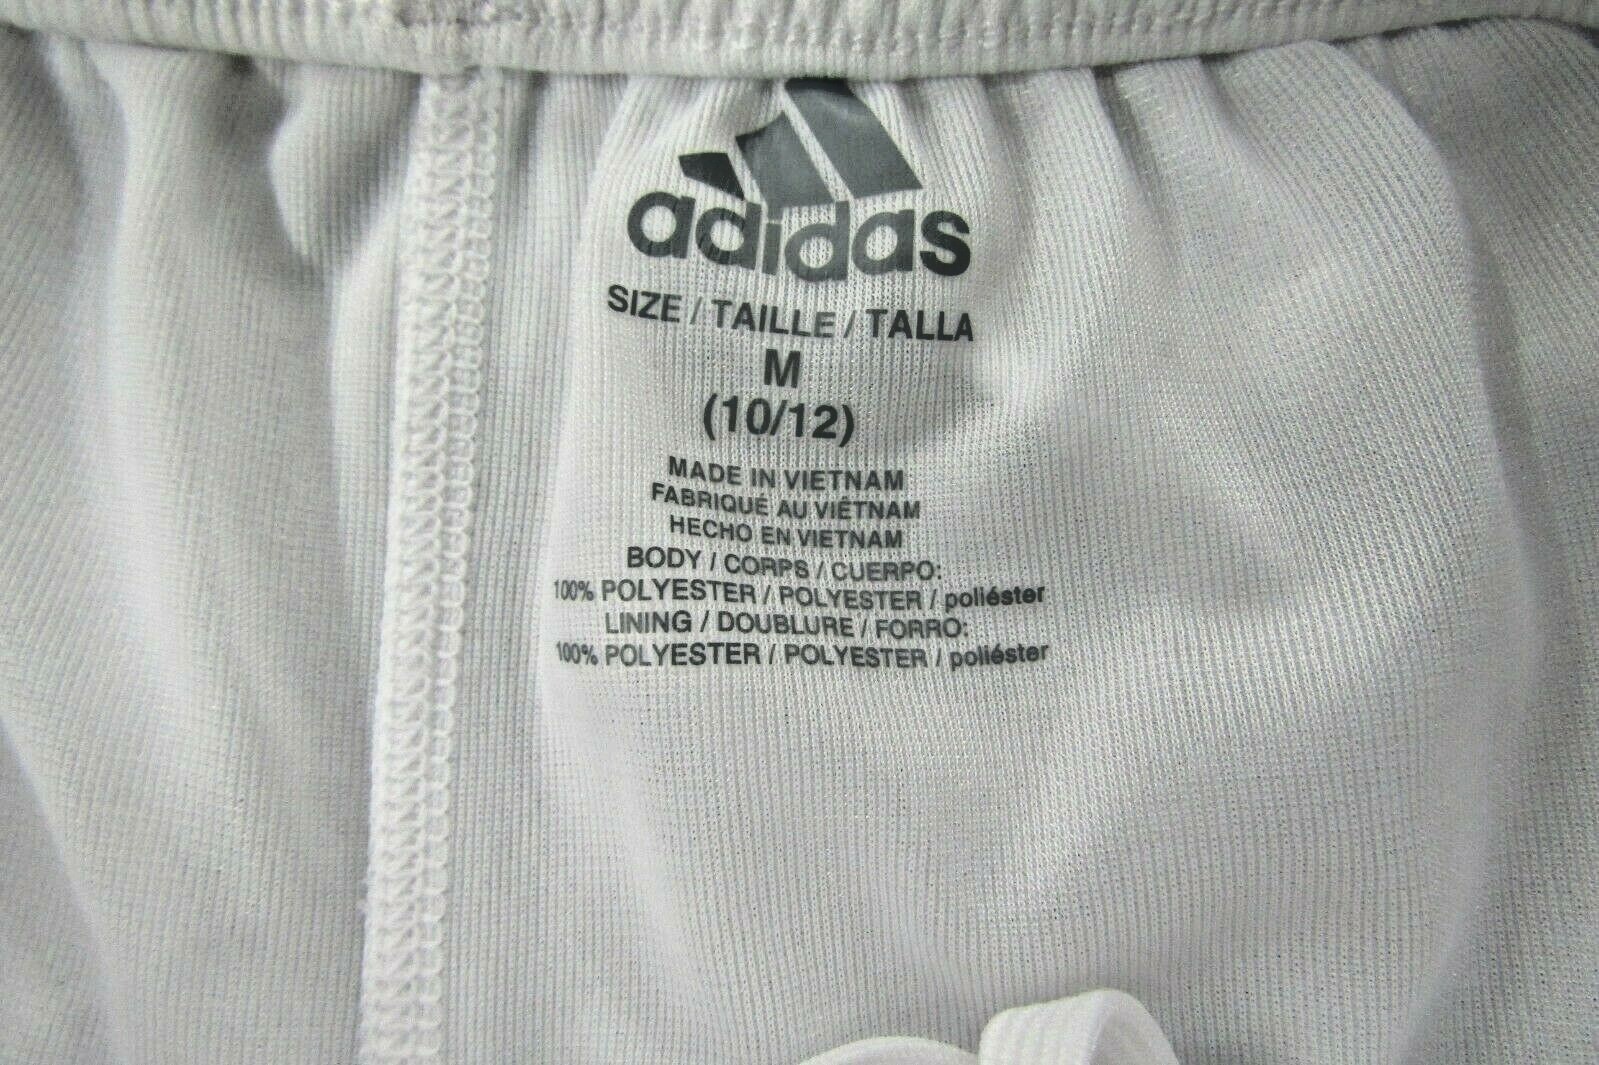 adidas
SIZE / TAILLE / TALLA
M
(10/12)
MADE IN VIETNAM
FABRIQUÉ AU VIÊTNAM
HECHO EN VIETNAM
BODY / CORPS / CUERPO:
100% POLYESTER / POLYESTER / poliéster
LINING / DOUBLURE / FORRO:
100% POLYESTER / POLYESTER / poliéster